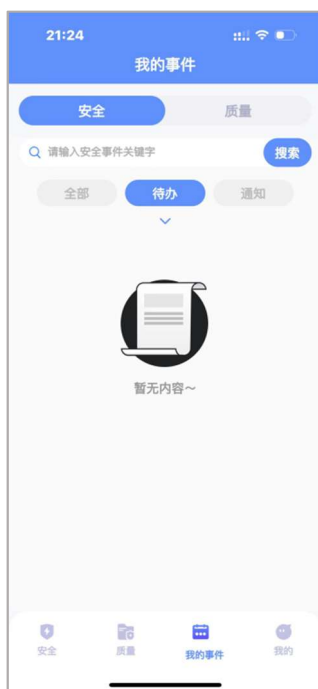 21:24
我的事件
安全 质量
请输入安全事件关键字 搜索
全部 待办 通知
暂无内容～
安全 质量 我的事件 我的